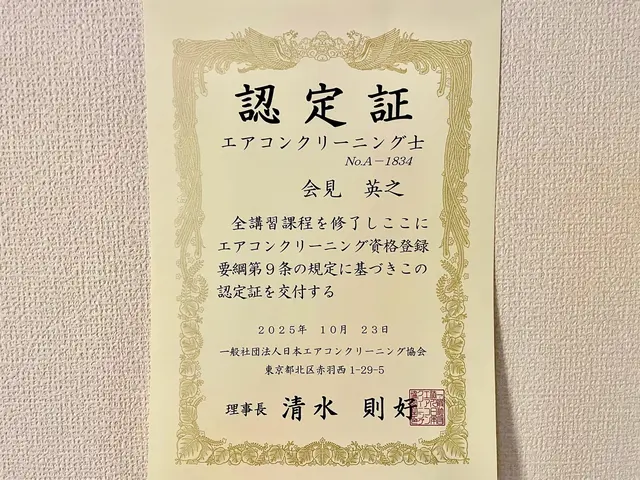 認定証
エアコンクリーニング士
No.A－1834
会見　英之
全講習課程を修了しここに
エアコンクリーニング資格登録
要綱第９条の規定に基づきこの
認定証を交付する
2025年　10月　23日
一般社団法人日本エアコンクリーニング協会
東京都北区赤羽西 1-29-5
理事長　清水　則好